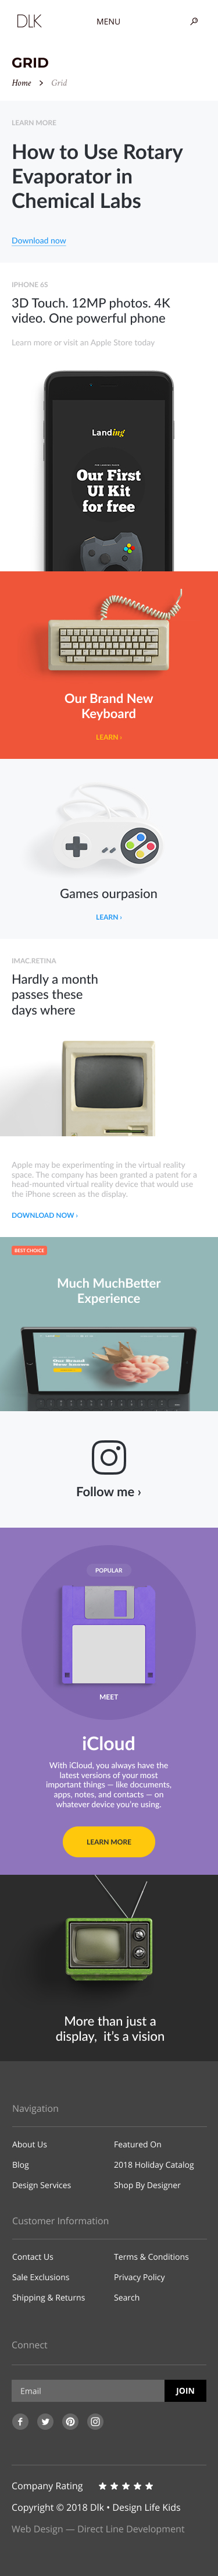 DLK
MENU
GRID
Home > Grid
LEARN MORE
How to Use Rotary
Evaporator in
Chemical Labs
Download now
IPHONE 6S
3D Touch. 12MP photos. 4K
video. One powerful phone
Learn more or visit an Apple Store today
Landing
Our First
UI Kit
for free
Our Brand New
Keyboard
LEARN ›
Games ourpasion
LEARN ›
IMAC.RETINA
Hardly a month
passes these
days where
Apple may be experimenting in the virtual reality
space. The company has been granted a patent for a
head-mounted virtual reality device that would use
the iPhone screen as the display.
DOWNLOAD NOW ›
BEST CHOICE
Much MuchBetter
Experience
Our Brand
New Games
Follow me ›
POPULAR
MEET
iCloud
With iCloud, you always have the
latest versions of your most
important things — like documents,
apps, notes, and contacts — on
whatever device you're using.
LEARN MORE
More than just a
display, it's a vision
Navigation
About Us
Featured On
Blog
2018 Holiday Catalog
Design Services
Shop By Designer
Customer Information
Contact Us
Terms & Conditions
Sale Exclusions
Privacy Policy
Shipping & Returns
Search
Connect
Email
JOIN
Company Rating
Copyright © 2018 Dlk • Design Life Kids
Web Design — Direct Line Development